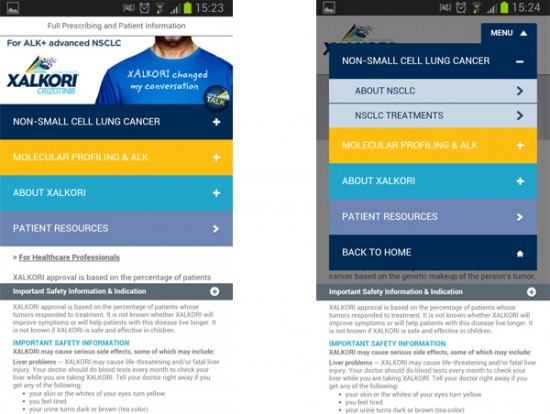 15:23
Full Prescribing and Patient Information
For ALK+ advanced NSCLC
XALKORI
CRIZOTINIB
XALKORI changed
my conversation
LET'S
TALK
NON-SMALL CELL LUNG CANCER +
MOLECULAR PROFILING & ALK +
ABOUT XALKORI +
PATIENT RESOURCES >
> For Healthcare Professionals
XALKORI approval is based on the percentage of patients
Important Safety Information & Indication
XALKORI approval is based on the percentage of patients whose
tumors responded to treatment. It is not known whether XALKORI will
improve symptoms or will help patients with this disease live longer. It
is not known if XALKORI is safe and effective in children.
IMPORTANT SAFETY INFORMATION
XALKORI may cause serious side effects, some of which may include:
Liver problems — XALKORI may cause life-threatening and/or fatal liver
injury. Your doctor should do blood tests every month to check your
liver while you are taking XALKORI. Tell your doctor right away if you
get any of the following:
• your skin or the whites of your eyes turn yellow
• you feel tired
• your urine turns dark or brown (tea color)
15:24
MENU
NON-SMALL CELL LUNG CANCER –
ABOUT NSCLC >
NSCLC TREATMENTS >
MOLECULAR PROFILING & ALK +
ABOUT XALKORI +
PATIENT RESOURCES >
BACK TO HOME
cancer based on the genetic makeup of the person's tumor.
Important Safety Information & Indication
XALKORI approval is based on the percentage of patients whose
tumors responded to treatment. It is not known whether XALKORI will
improve symptoms or will help patients with this disease live longer. It
is not known if XALKORI is safe and effective in children.
IMPORTANT SAFETY INFORMATION
XALKORI may cause serious side effects, some of which may include:
Liver problems — XALKORI may cause life-threatening and/or fatal liver
injury. Your doctor should do blood tests every month to check your
liver while you are taking XALKORI. Tell your doctor right away if you
get any of the following:
• your skin or the whites of your eyes turn yellow
• you feel tired
• your urine turns dark or brown (tea color)